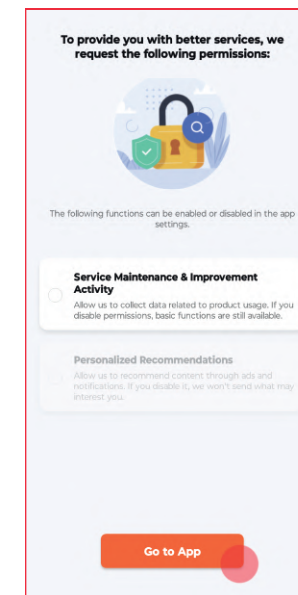 To provide you with better services, we
request the following permissions:
The following functions can be enabled or disabled in the app
settings.
Service Maintenance & Improvement
Activity
Allow us to collect data related to product usage. If you
disable permissions, basic functions are still available.
Personalized Recommendations
Allow us to recommend content through ads and
notifications. If you disable it, we won't send what may
interest you.
Go to App